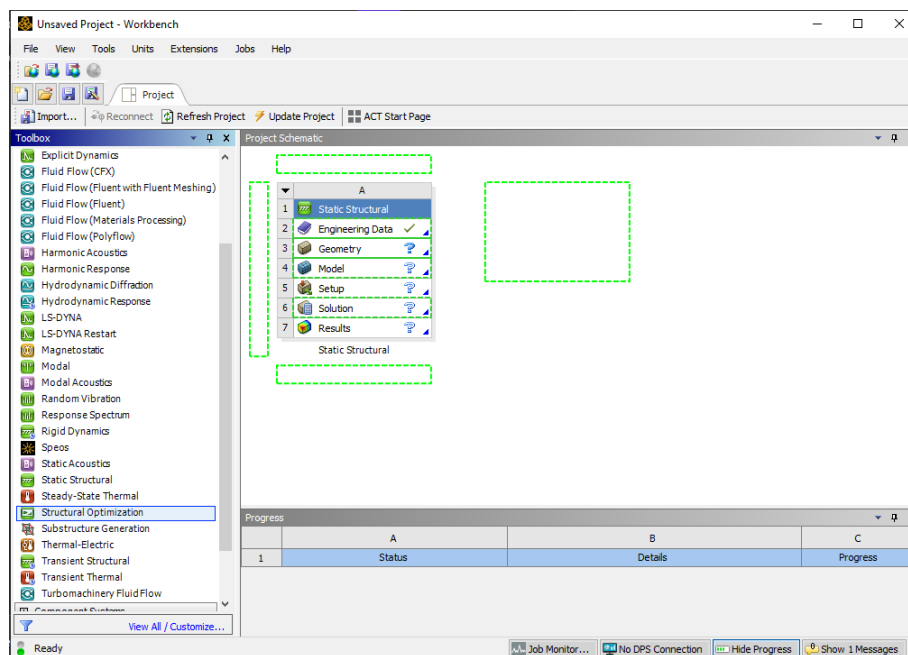 Unsaved Project - Workbench
File View Tools Units Extensions Jobs Help
Project
Import... Reconnect Refresh Project Update Project ACT Start Page
Toolbox
Explicit Dynamics
Fluid Flow (CFX)
Fluid Flow (Fluent with Fluent Meshing)
Fluid Flow (Fluent)
Fluid Flow (Materials Processing)
Fluid Flow (Polyflow)
Harmonic Acoustics
Harmonic Response
Hydrodynamic Diffraction
Hydrodynamic Response
LS-DYNA
LS-DYNA Restart
Magnetostatic
Modal
Modal Acoustics
Random Vibration
Response Spectrum
Rigid Dynamics
Speos
Static Acoustics
Static Structural
Steady-State Thermal
Structural Optimization
Substructure Generation
Thermal-Electric
Transient Structural
Transient Thermal
Turbomachinery Fluid Flow
Component Systems
View All / Customize...
Project Schematic
A
1 Static Structural
2 Engineering Data
3 Geometry
4 Model
5 Setup
6 Solution
7 Results
Static Structural
Progress
A B C
1 Status Details Progress
Ready Job Monitor... No DPS Connection Hide Progress Show 1 Messages